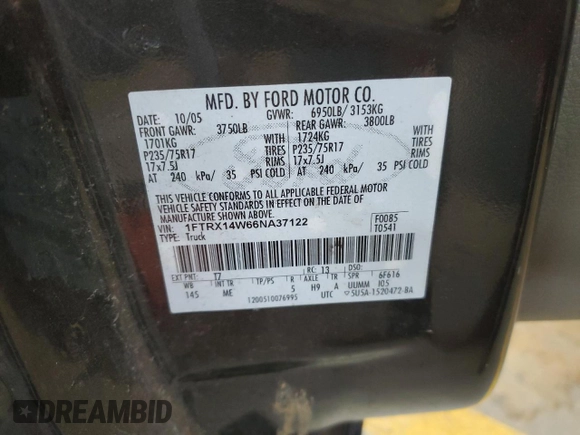 MFD. BY FORD MOTOR CO.
DATE: 10/05 GVWR: 6950LB/ 3153KG
FRONT GAWR: 3750LB REAR GAWR: 3800LB
1701KG WITH 1724KG WITH
P235/75R17 TIRES P235/75R17 TIRES
17x7.5J RIMS 17x7.5J RIMS
AT 240 kPa/ 35 PSI COLD AT 240 kPa/ 35 PSI COLD
THIS VEHICLE CONFORMS TO ALL APPLICABLE FEDERAL MOTOR
VEHICLE SAFETY STANDARDS IN EFFECT ON THE DATE OF
MANUFACTURE SHOWN ABOVE.
VIN: 1FTRX14W66NA37122 F0085
TYPE: Truck T0541
EXT PNT: T7 RC: 13 DSO:
WB INT TR TP/PS R AXLE TR SPR 6F616
145 ME 5 H9 A UUMM I05
1200510076995 UTC 5U5A-1520472-BA
DREAMBID